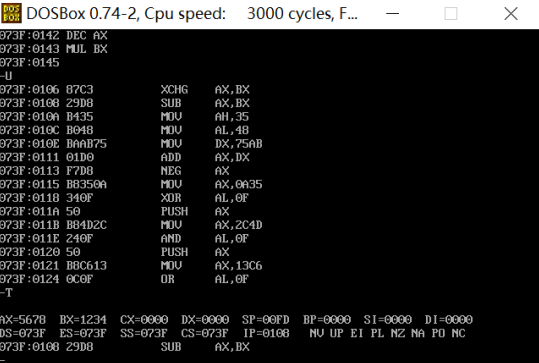 DOSBox 0.74-2, Cpu speed: 3000 cycles, F...
073F:0142 DEC AX
073F:0143 MUL BX
073F:0145
-U
073F:0106 87C3 XCHG AX,BX
073F:0108 29D8 SUB AX,BX
073F:010A B435 MOV AH,35
073F:010C B048 MOV AL,48
073F:010E BAAB75 MOV DX,75AB
073F:0111 01D0 ADD AX,DX
073F:0113 F7D8 NEG AX
073F:0115 B8350A MOV AX,0A35
073F:0118 340F XOR AL,0F
073F:011A 50 PUSH AX
073F:011B B84D2C MOV AX,2C4D
073F:011E 240F AND AL,0F
073F:0120 50 PUSH AX
073F:0121 B8C613 MOV AX,13C6
073F:0124 0C0F OR AL,0F
-T
AX=5678 BX=1234 CX=0000 DX=0000 SP=00FD BP=0000 SI=0000 DI=0000
DS=073F ES=073F SS=073F CS=073F IP=0108 NV UP EI PL NZ NA PO NC
073F:0108 29D8 SUB AX,BX
-